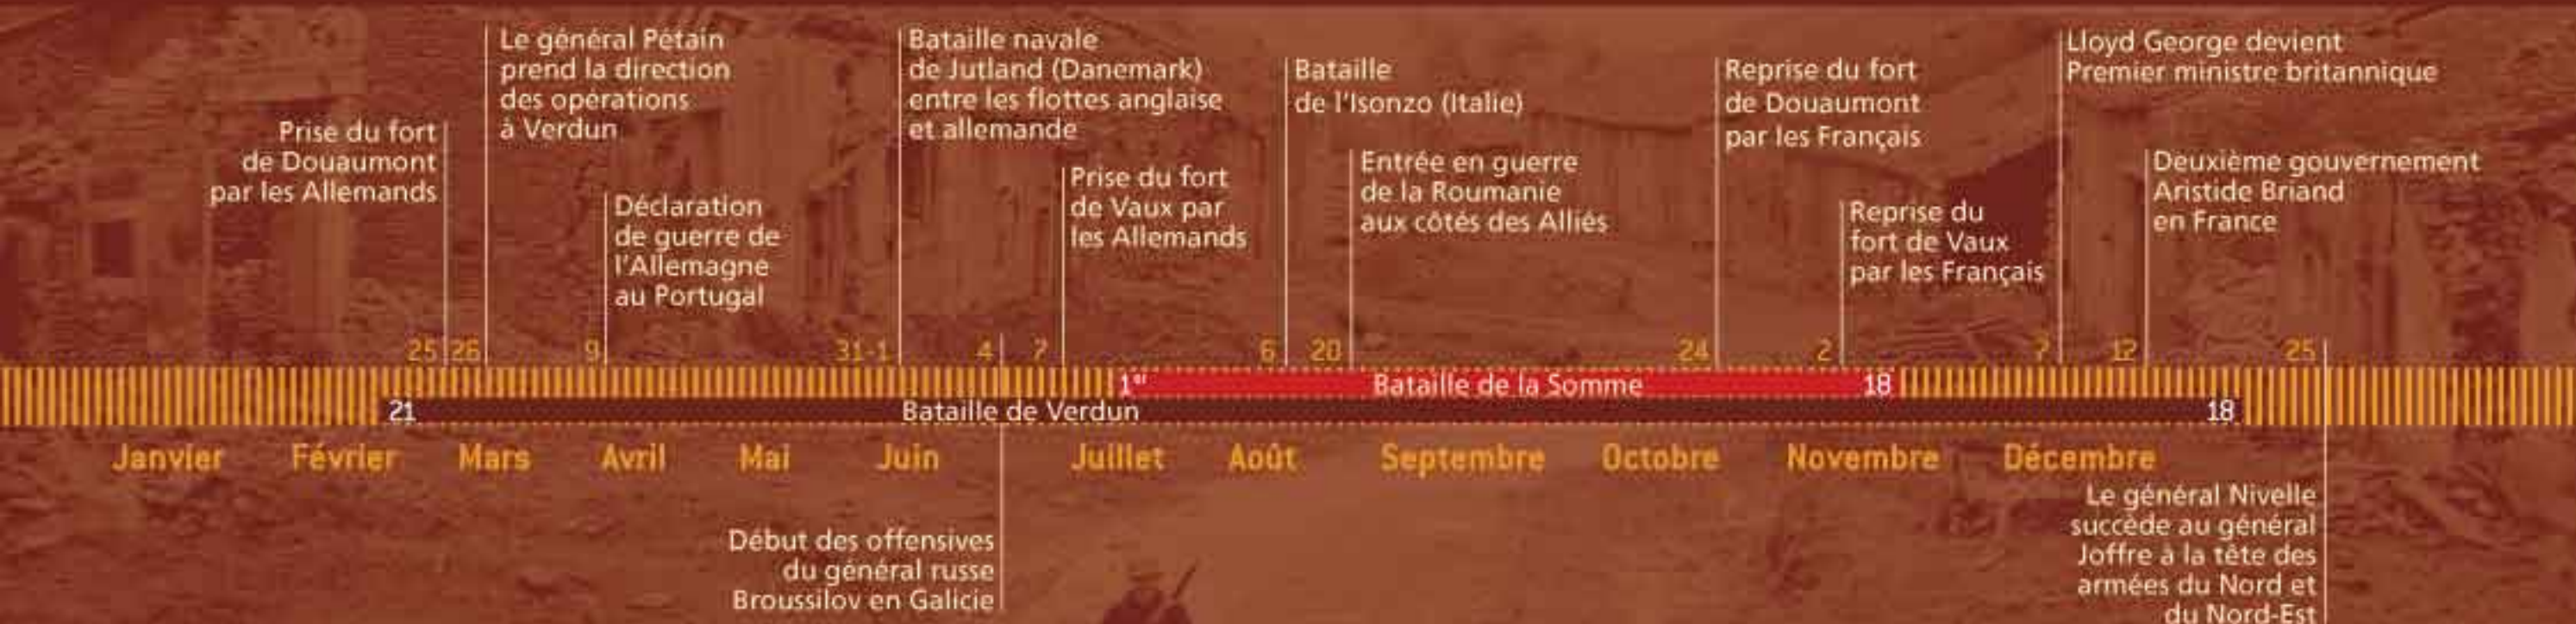 Prise du fort
de Douaumont
par les Allemands
Le général Pétain
prend la direction
des opérations
à Verdun
Déclaration
de guerre de
l'Allemagne
au Portugal
Bataille navale
de Jutland (Danemark)
entre les flottes anglaise
et allemande
Prise du fort
de Vaux par
les Allemands
Bataille
de l'Isonzo (Italie)
Entrée en guerre
de la Roumanie
aux côtés des Alliés
Reprise du fort
de Douaumont
par les Français
Reprise du
fort de Vaux
par les Français
Lloyd George devient
Premier ministre britannique
Deuxième gouvernement
Aristide Briand
en France
25 26 9 31-1 4 7 6 20 24 2 7 12 25
1er Bataille de la Somme 18
21 Bataille de Verdun 18
Janvier Février Mars Avril Mai Juin Juillet Août Septembre Octobre Novembre Décembre
Début des offensives
du général russe
Broussilov en Galicie
Le général Nivelle
succède au général
Joffre à la tête des
armées du Nord et
du Nord-Est